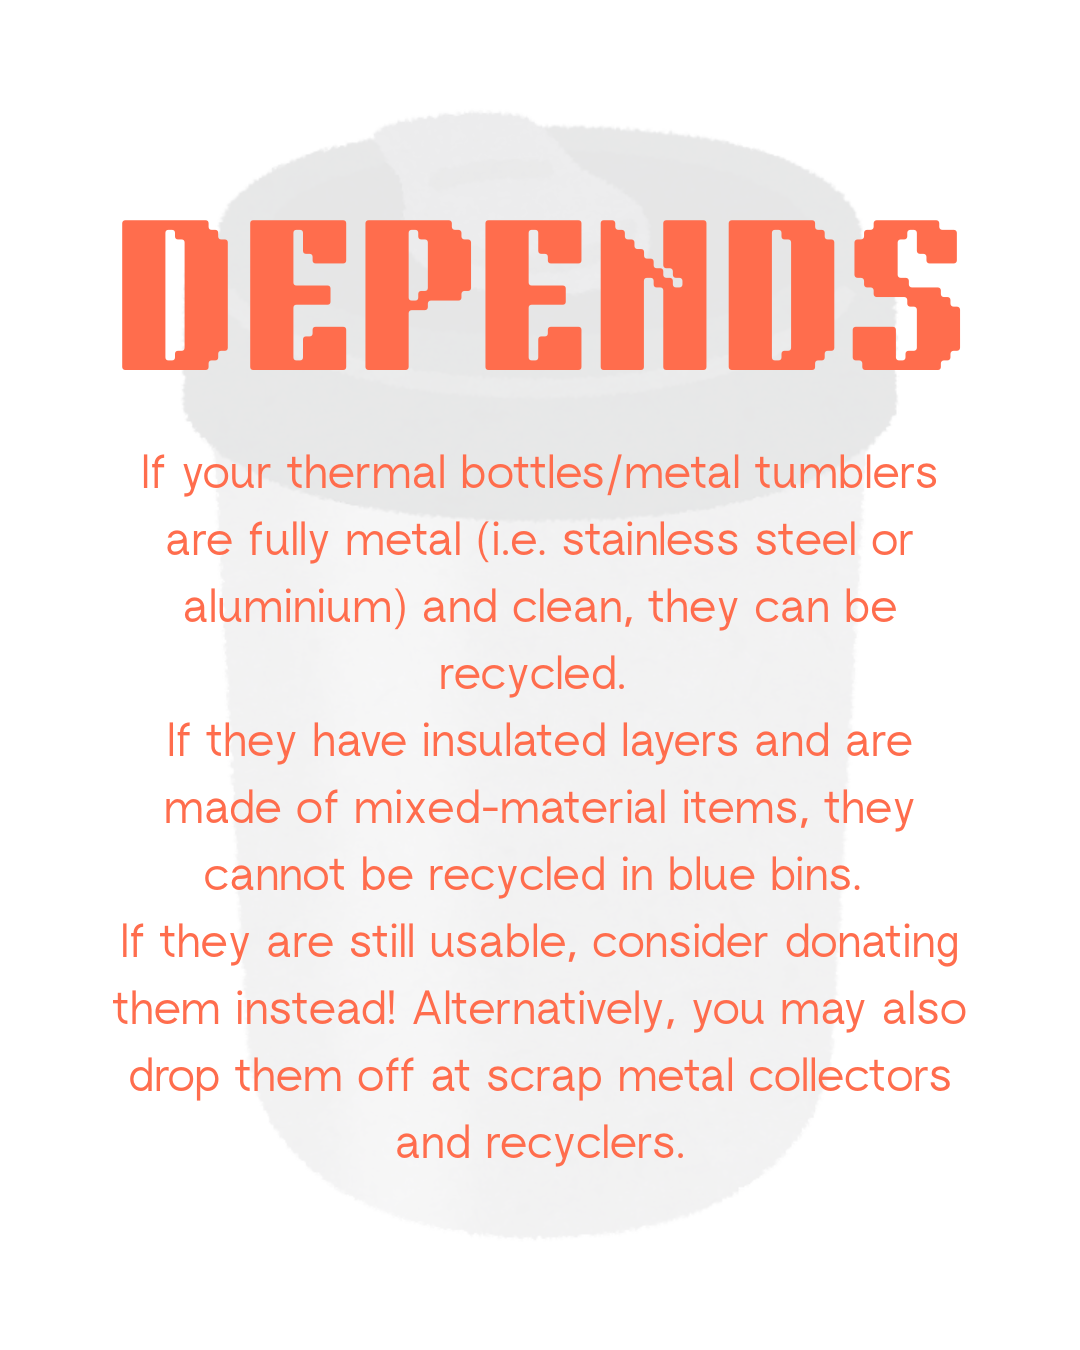 DEPENDS
If your thermal bottles/metal tumblers
are fully metal (i.e. stainless steel or
aluminium) and clean, they can be
recycled.
If they have insulated layers and are
made of mixed-material items, they
cannot be recycled in blue bins.
If they are still usable, consider donating
them instead! Alternatively, you may also
drop them off at scrap metal collectors
and recyclers.